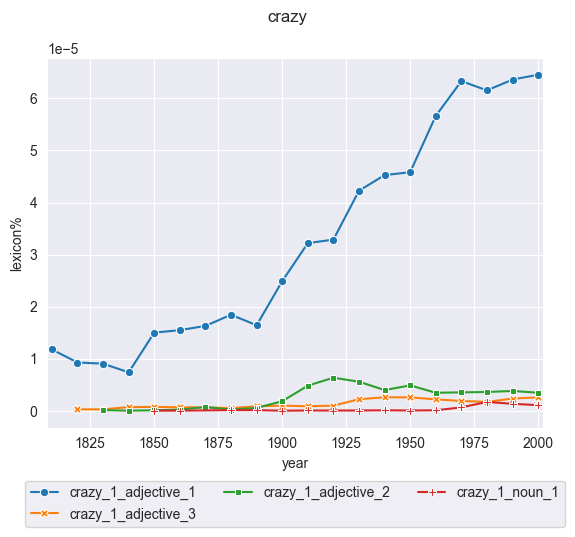 crazy
1e−5
6
5
4
3
2
1
0
lexicon%
1825 1850 1875 1900 1925 1950 1975 2000
year
crazy_1_adjective_1 crazy_1_adjective_2 crazy_1_noun_1
crazy_1_adjective_3